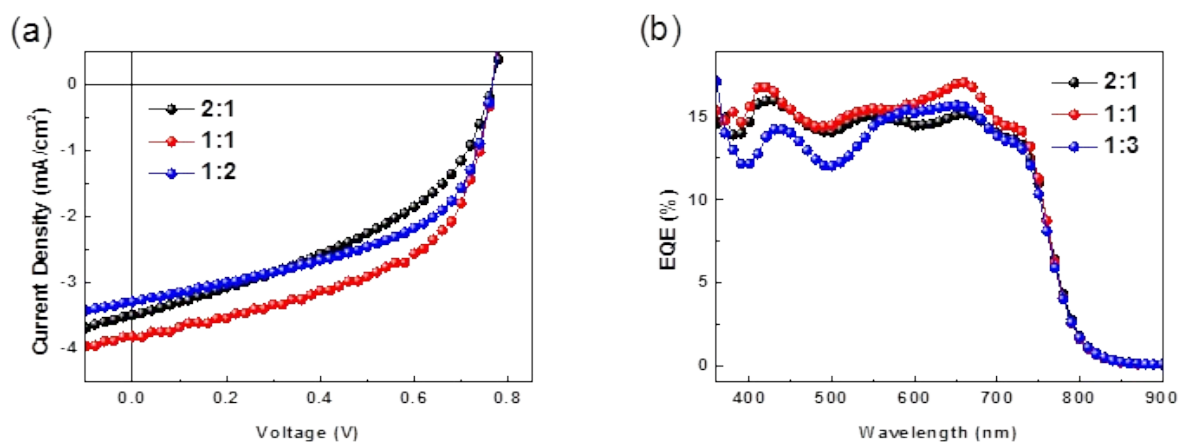 (a)
0
-1
-2
-3
-4
Current Density (mA/cm²)
2:1
1:1
1:2
0.0 0.2 0.4 0.6 0.8
Voltage (V)
(b)
15
10
5
0
EQE (%)
2:1
1:1
1:3
400 500 600 700 800 900
Wavelength (nm)